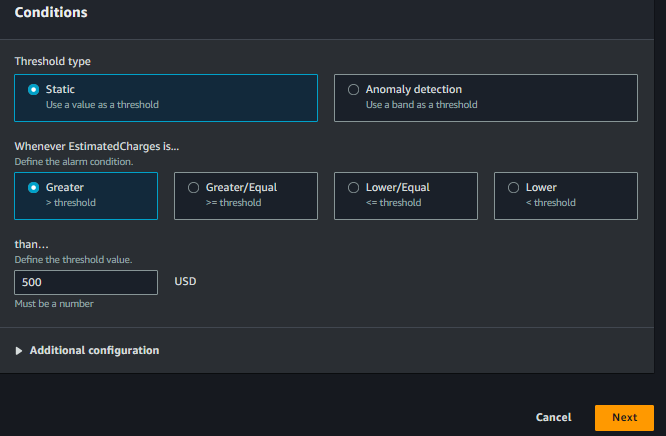 Conditions
Threshold type
Static
Use a value as a threshold
Anomaly detection
Use a band as a threshold
Whenever EstimatedCharges is...
Define the alarm condition.
Greater
> threshold
Greater/Equal
>= threshold
Lower/Equal
<= threshold
Lower
< threshold
than...
Define the threshold value.
500
USD
Must be a number
Additional configuration
Cancel
Next